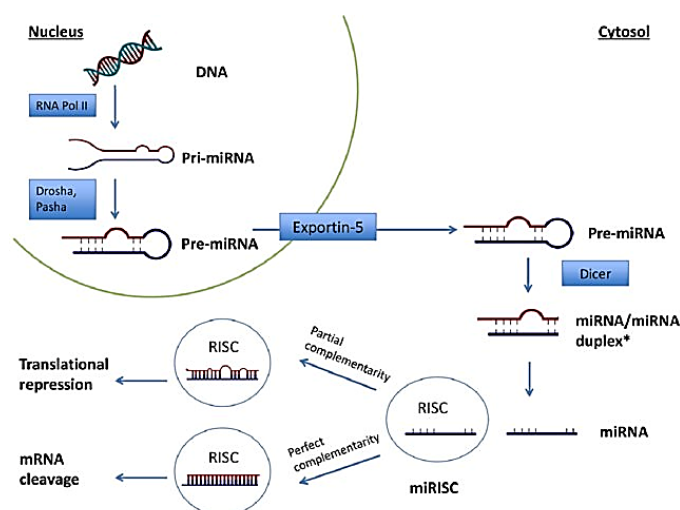 Nucleus
Cytosol
DNA
RNA Pol II
Pri-miRNA
Drosha,
Pasha
Pre-miRNA
Exportin-5
Pre-miRNA
Dicer
miRNA/miRNA
duplex*
miRNA
RISC
miRISC
Partial
complementarity
RISC
Translational
repression
Perfect
complementarity
RISC
mRNA
cleavage